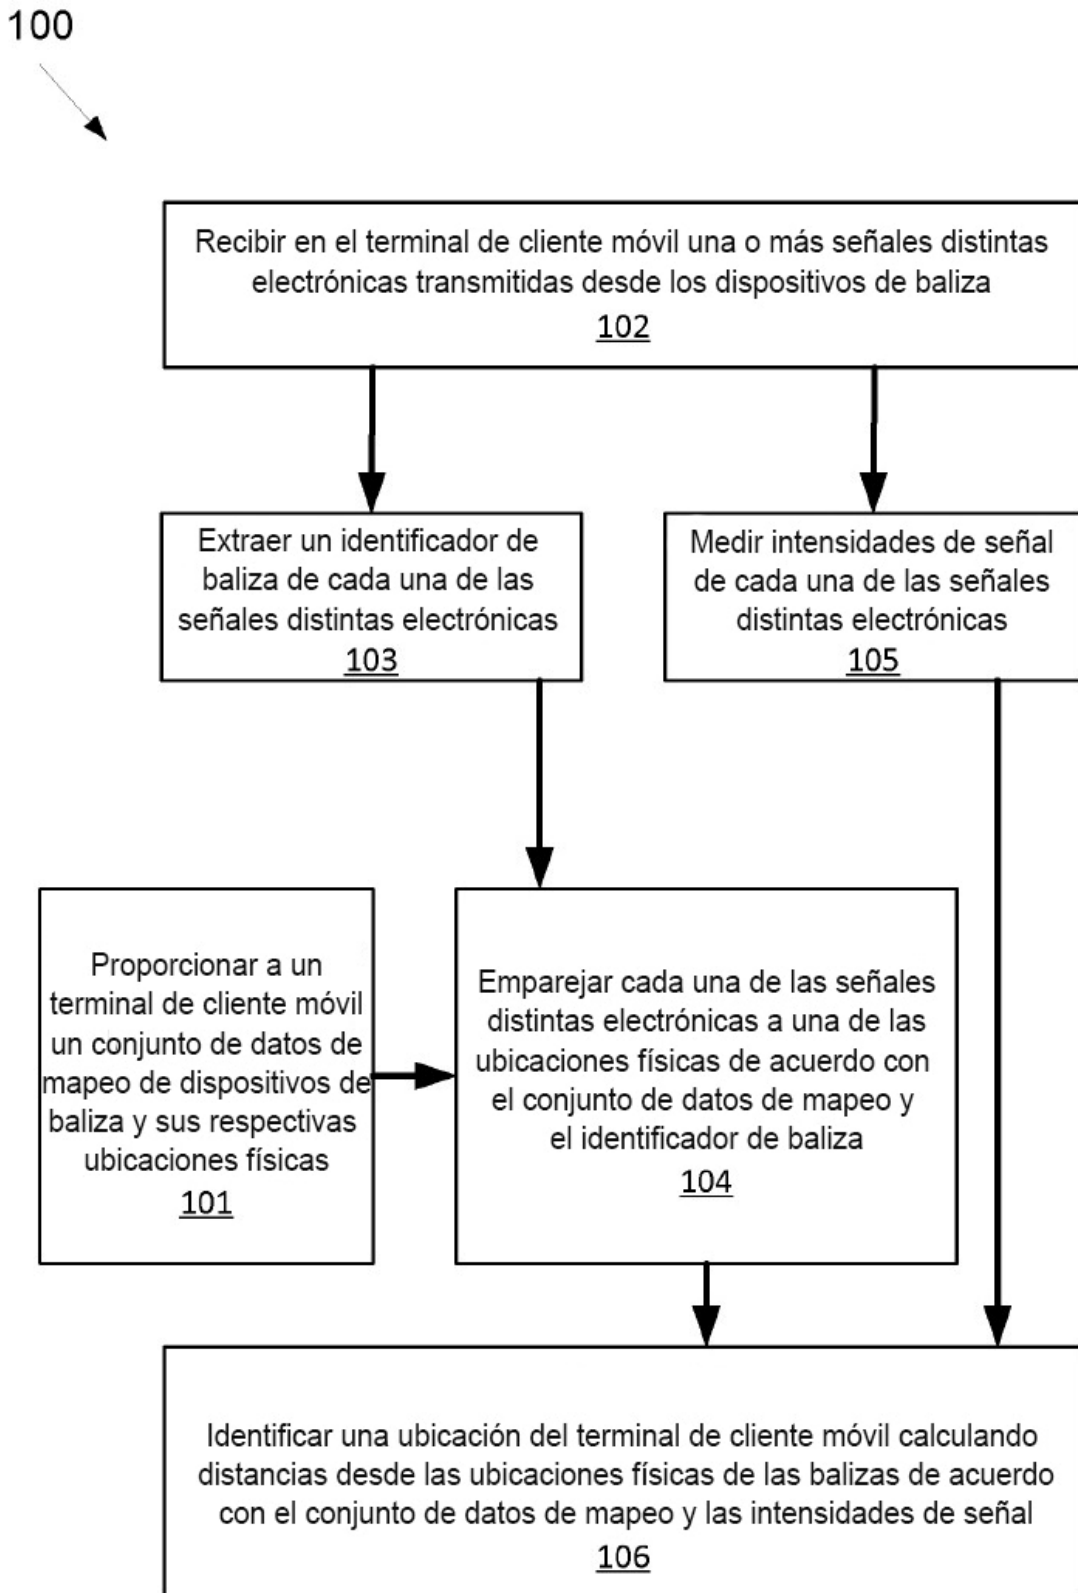 100
Recibir en el terminal de cliente móvil una o más señales distintas
electrónicas transmitidas desde los dispositivos de baliza
102
Extraer un identificador de
baliza de cada una de las
señales distintas electrónicas
103
Medir intensidades de señal
de cada una de las señales
distintas electrónicas
105
Proporcionar a un
terminal de cliente móvil
un conjunto de datos de
mapeo de dispositivos de
baliza y sus respectivas
ubicaciones físicas
101
Emparejar cada una de las señales
distintas electrónicas a una de las
ubicaciones físicas de acuerdo con
el conjunto de datos de mapeo y
el identificador de baliza
104
Identificar una ubicación del terminal de cliente móvil calculando
distancias desde las ubicaciones físicas de las balizas de acuerdo
con el conjunto de datos de mapeo y las intensidades de señal
106